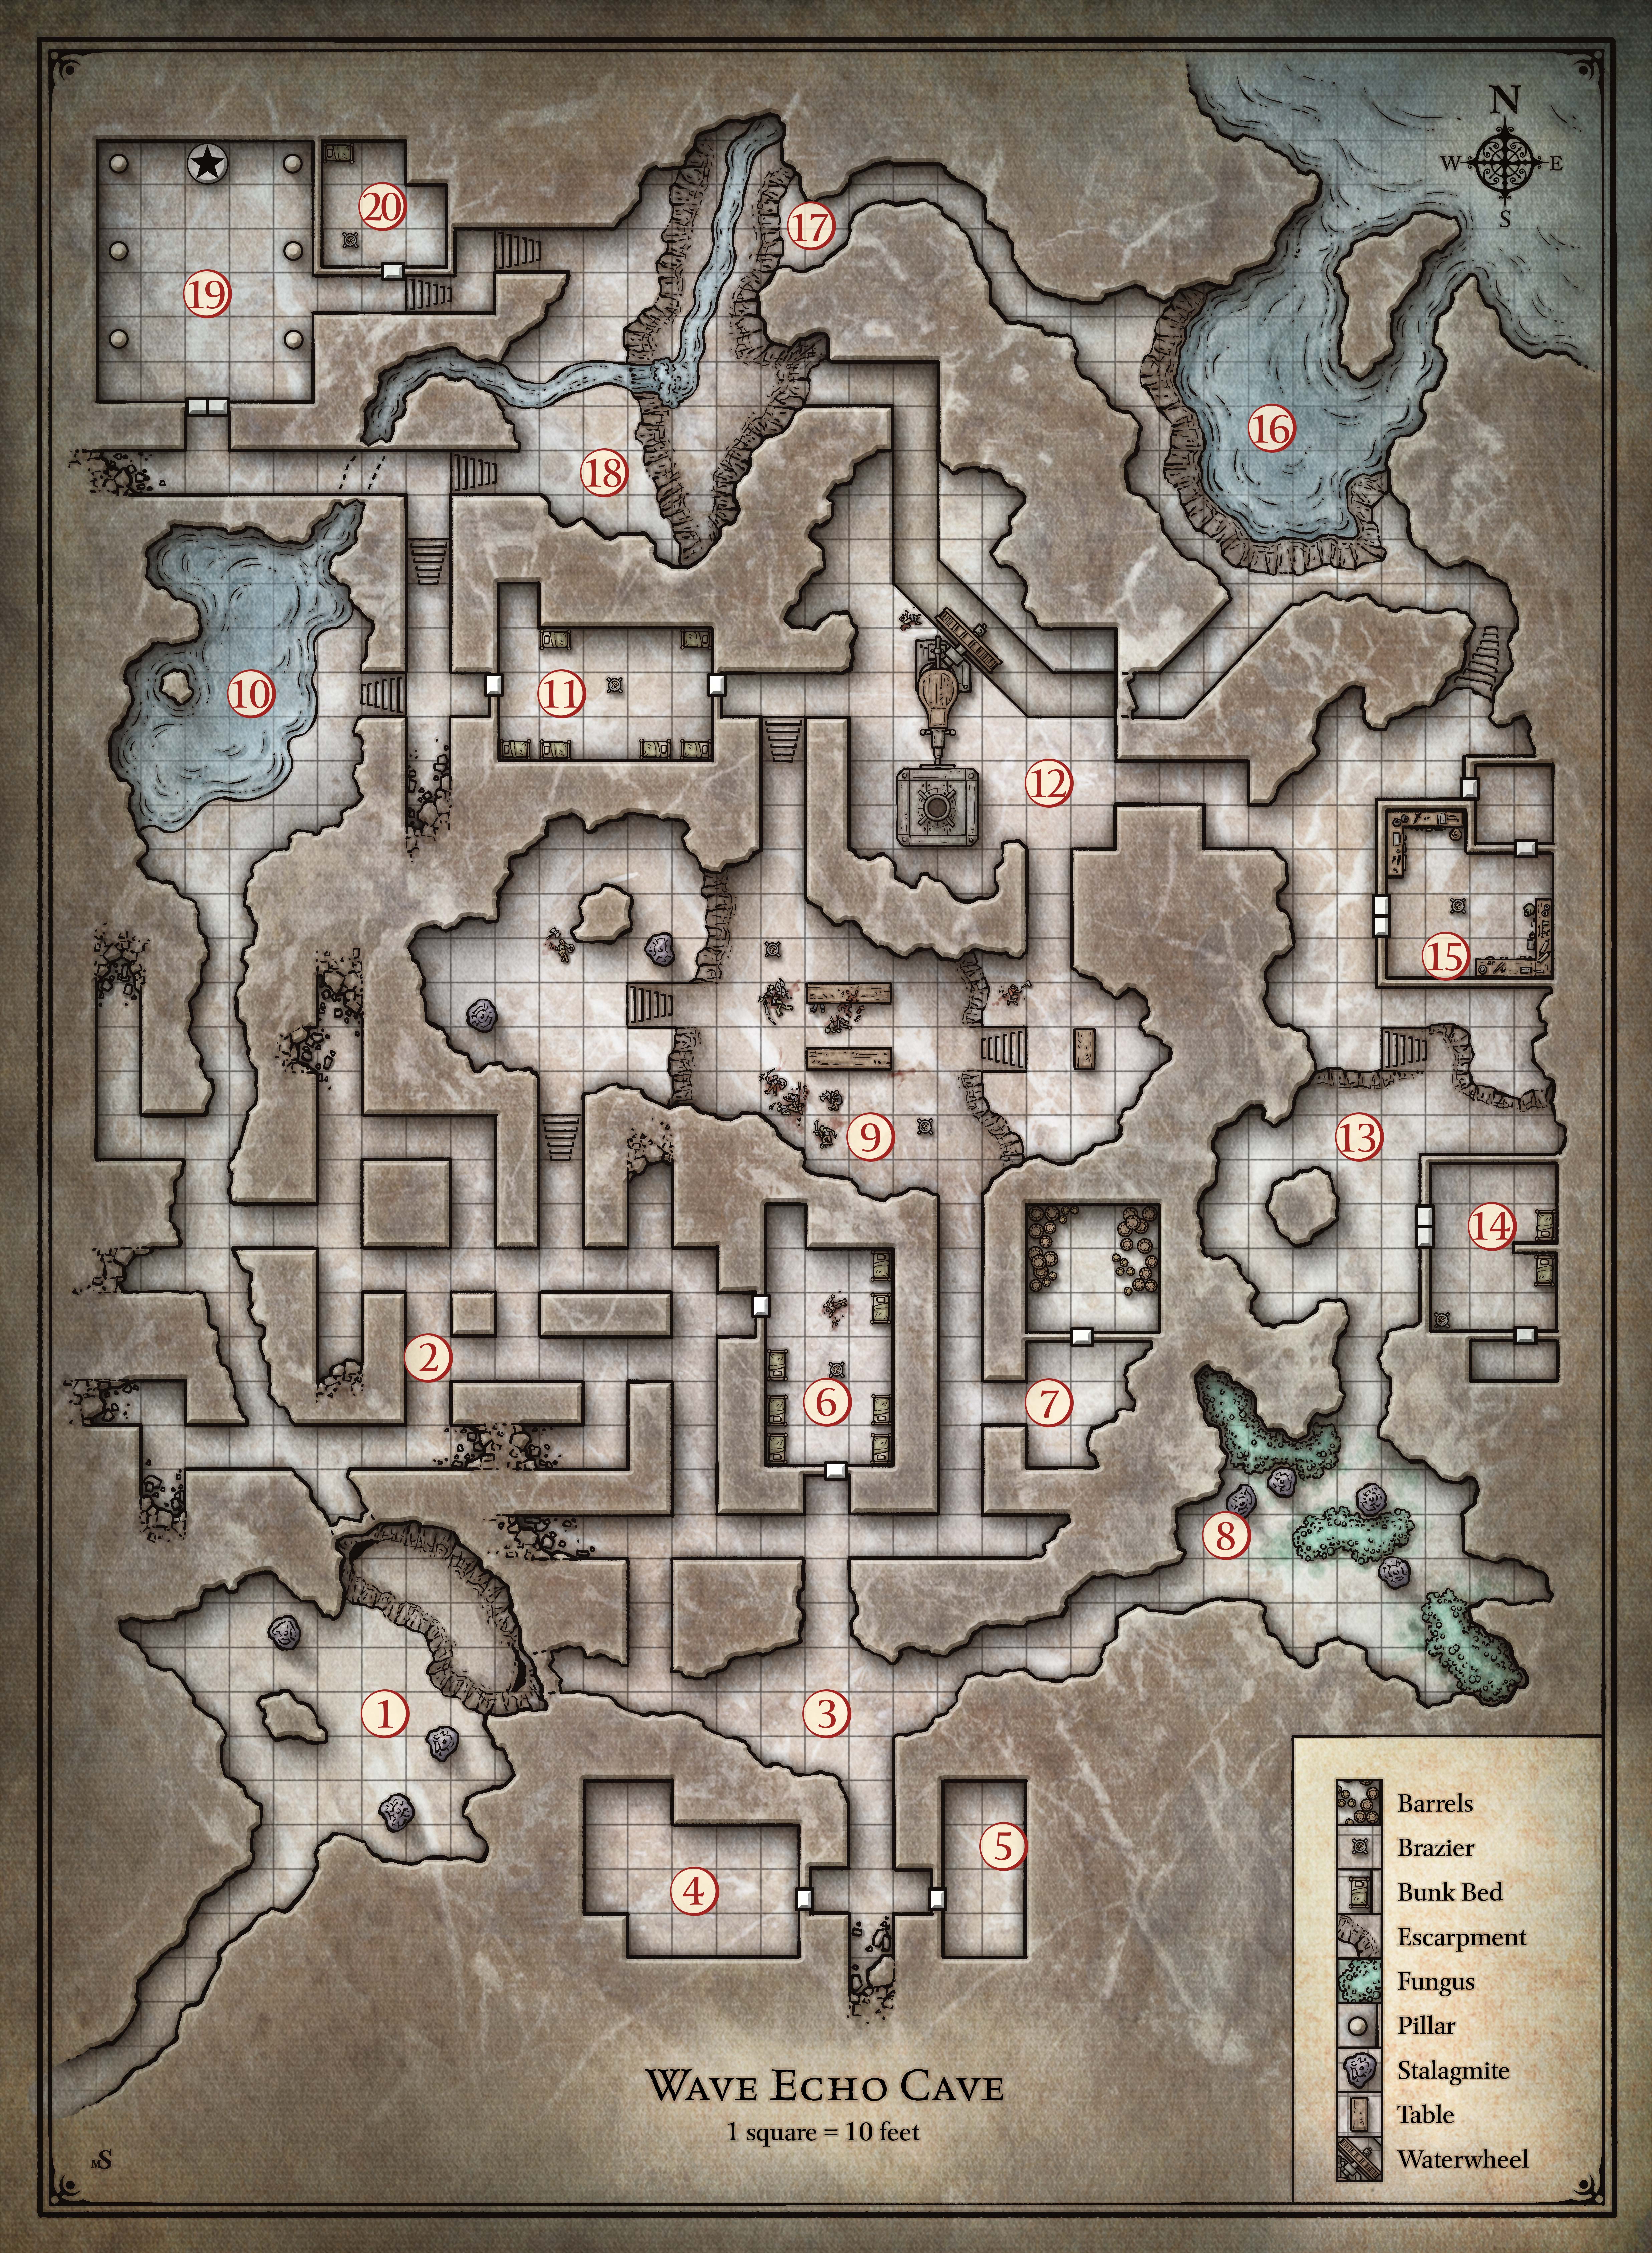 N
W E
S
17
20
19
16
18
10
11
12
15
9
13
14
2
6
7
8
1
3
5
4
Barrels
Brazier
Bunk Bed
Escarpment
Fungus
Pillar
Stalagmite
Table
Waterwheel
Wave Echo Cave
1 square = 10 feet
MS